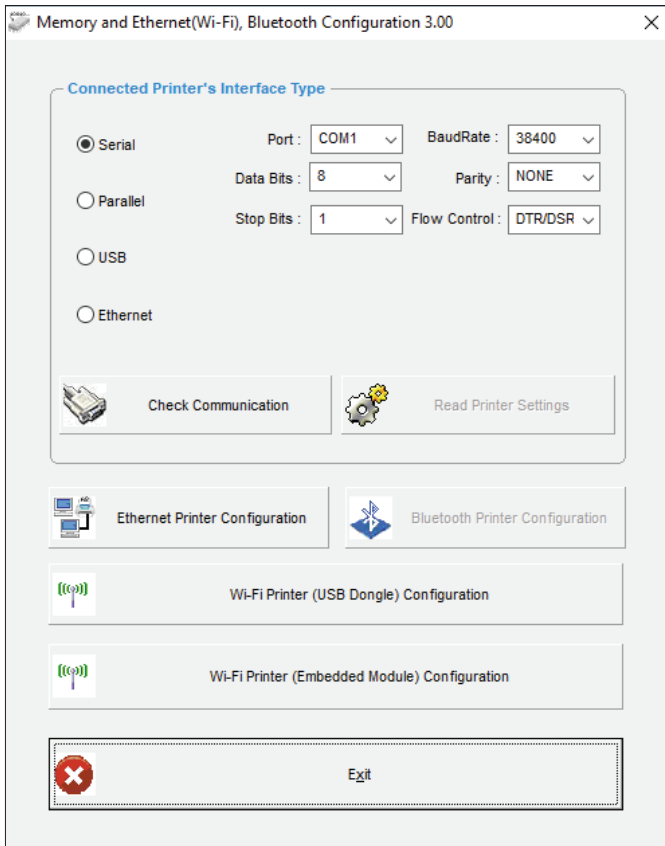 Memory and Ethernet(Wi-Fi), Bluetooth Configuration 3.00
Connected Printer's Interface Type
Serial
Port : COM1
BaudRate : 38400
Data Bits : 8
Parity : NONE
Parallel
Stop Bits : 1
Flow Control : DTR/DSR
USB
Ethernet
Check Communication
Read Printer Settings
Ethernet Printer Configuration
Bluetooth Printer Configuration
Wi-Fi Printer (USB Dongle) Configuration
Wi-Fi Printer (Embedded Module) Configuration
Exit